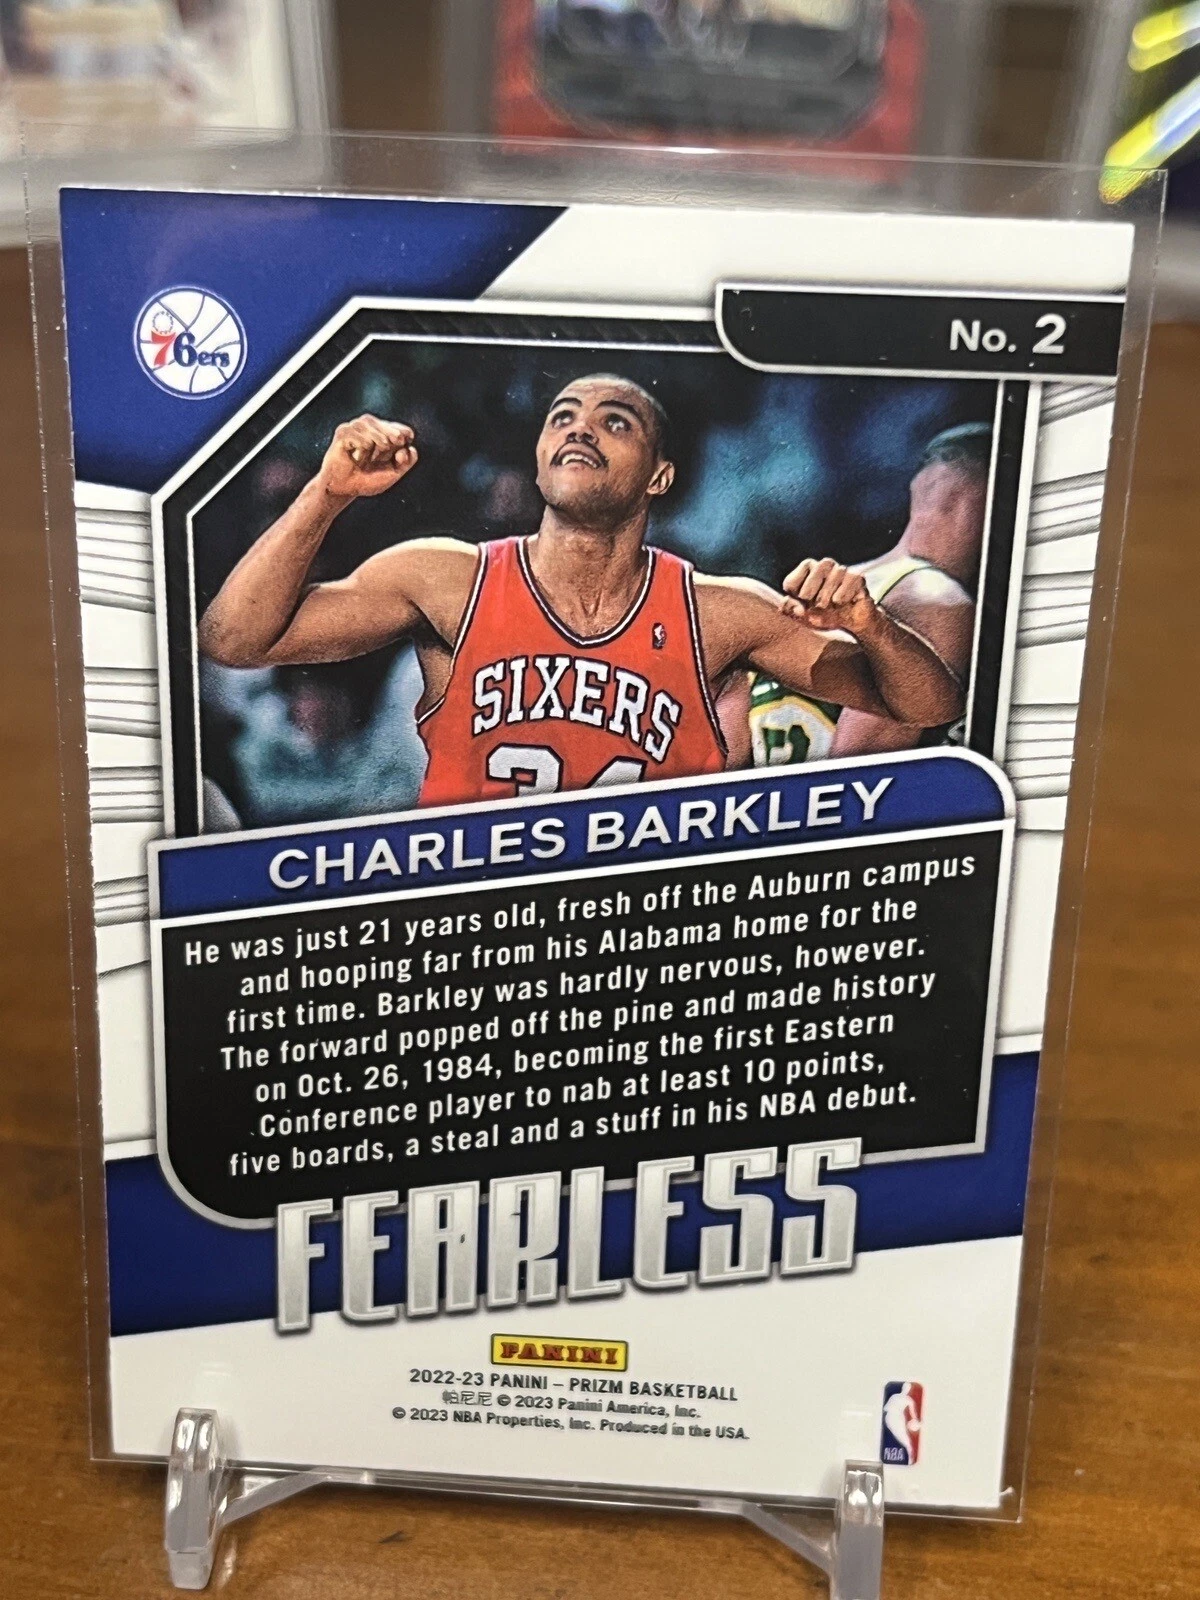 76ers
No. 2
SIXERS
34
CHARLES BARKLEY
He was just 21 years old, fresh off the Auburn campus
and hooping far from his Alabama home for the
first time. Barkley was hardly nervous, however.
The forward popped off the pine and made history
on Oct. 26, 1984, becoming the first Eastern
Conference player to nab at least 10 points,
five boards, a steal and a stuff in his NBA debut.
FEARLESS
PANINI
2022-23 PANINI – PRIZM BASKETBALL
帕尼尼 © 2023 Panini America, Inc.
© 2023 NBA Properties, Inc. Produced in the USA.
NBA